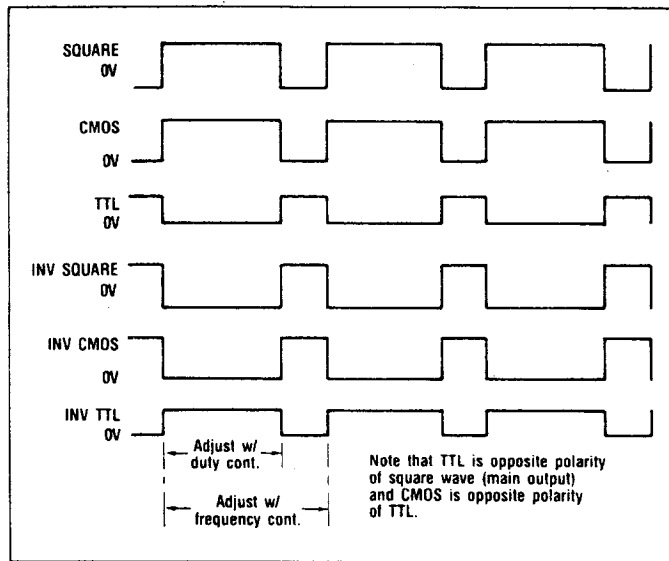 SQUARE
0V
CMOS
0V
TTL
0V
INV SQUARE
0V
INV CMOS
0V
INV TTL
0V
Adjust w/
duty cont.
Adjust w/
frequency cont.
Note that TTL is opposite polarity
of square wave (main output)
and CMOS is opposite polarity
of TTL.